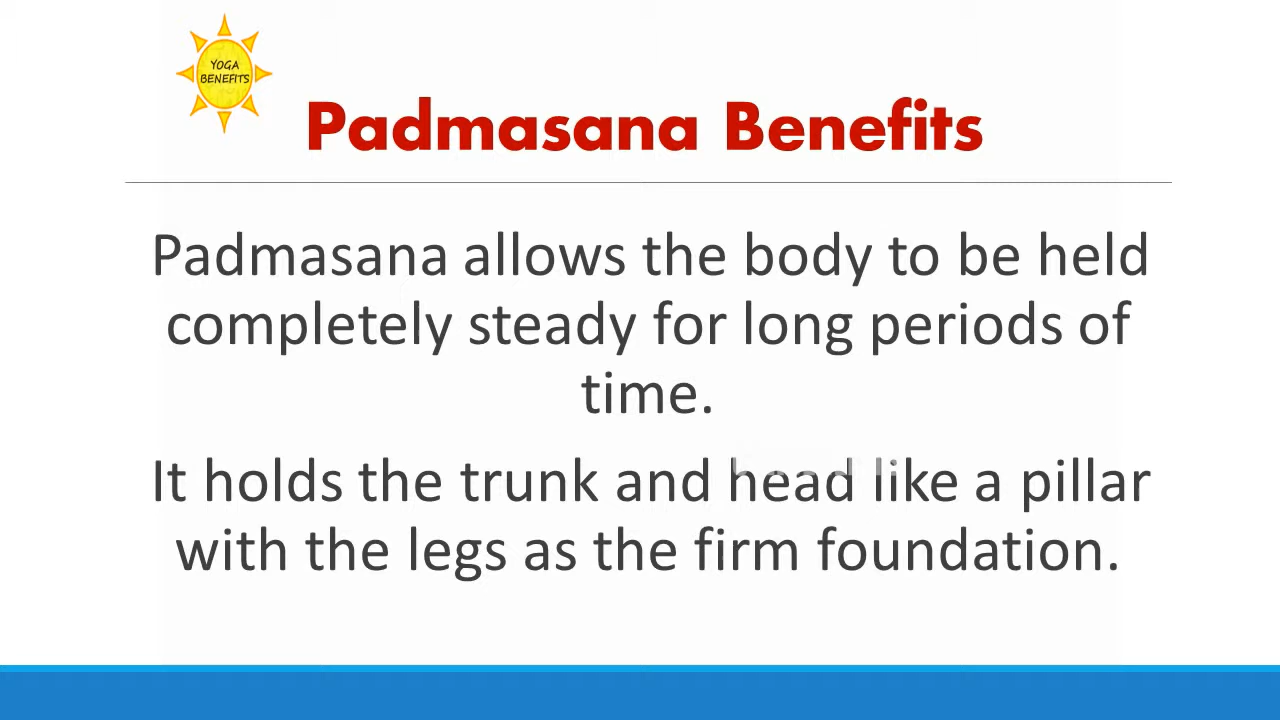 YOGA
BENEFITS
Padmasana Benefits
Padmasana allows the body to be held
completely steady for long periods of
time.
It holds the trunk and head like a pillar
with the legs as the firm foundation.